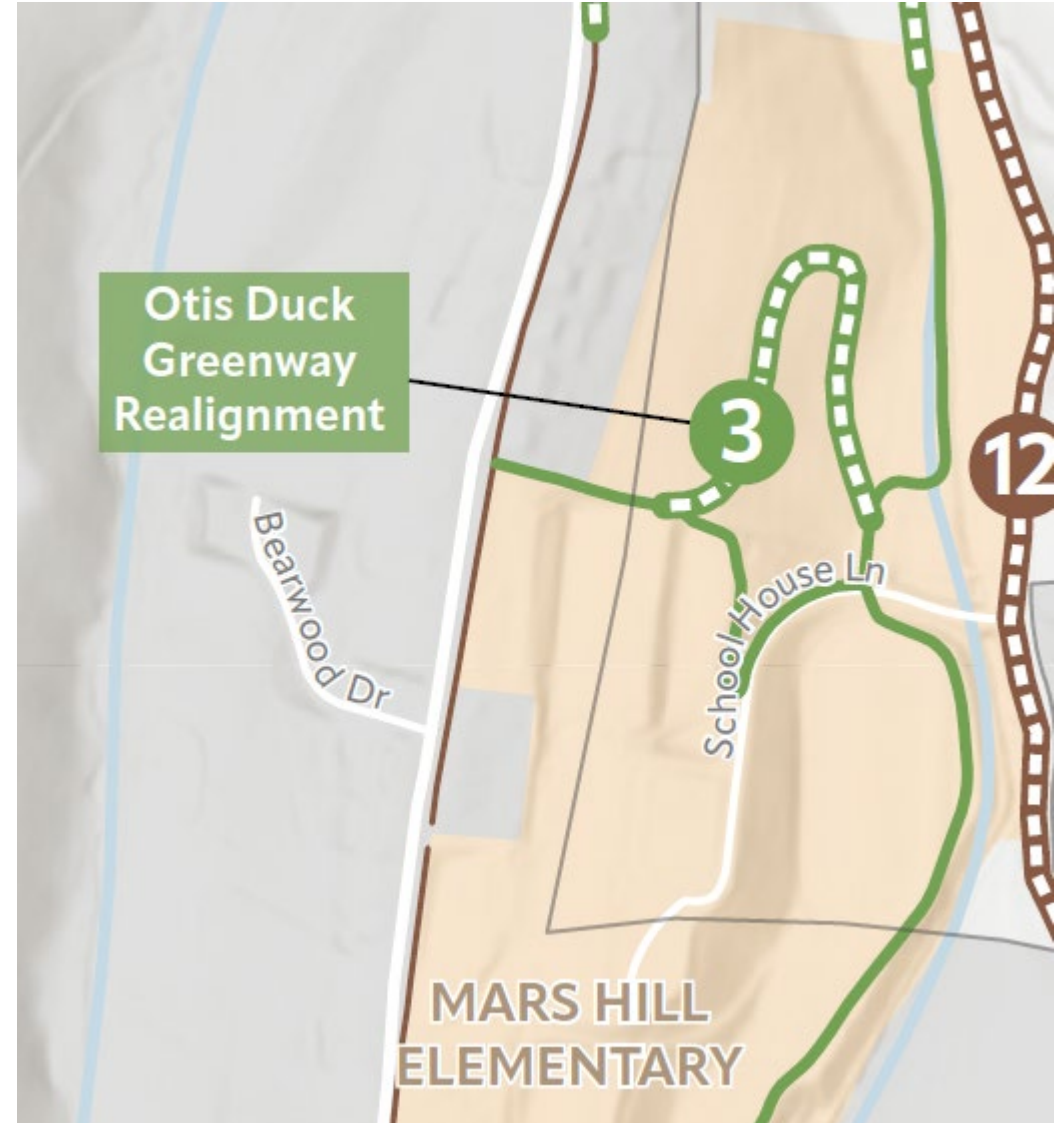 Otis Duck
Greenway
Realignment
3
12
Bearwood Dr
School House Ln
MARS HILL
ELEMENTARY